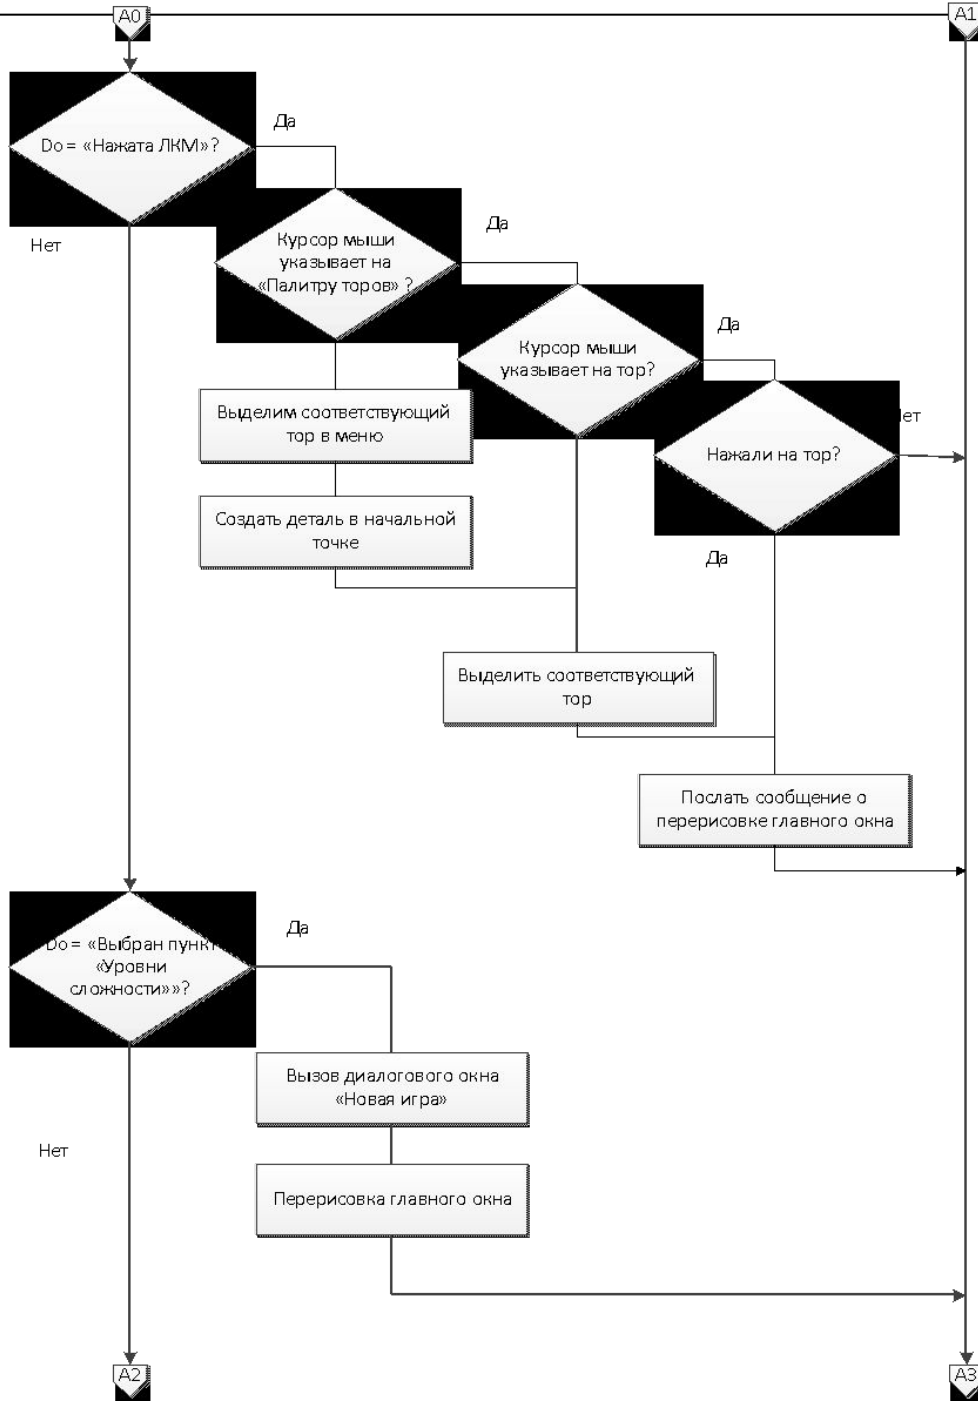 A0
A1
Do = «Нажата ЛКМ»?
Да
Нет
Курсор мыши
указывает на
«Палитру торов» ?
Да
Курсор мыши
указывает на тор?
Да
Выделим соответствующий
тор в меню
Нажали на тор?
Нет
Создать деталь в начальной
точке
Да
Выделить соответствующий
тор
Послать сообщение о
перерисовке главного окна
Do = «Выбран пункт
«Уровни
сложности»»?
Да
Вызов диалогового окна
«Новая игра»
Нет
Перерисовка главного окна
A2
A3